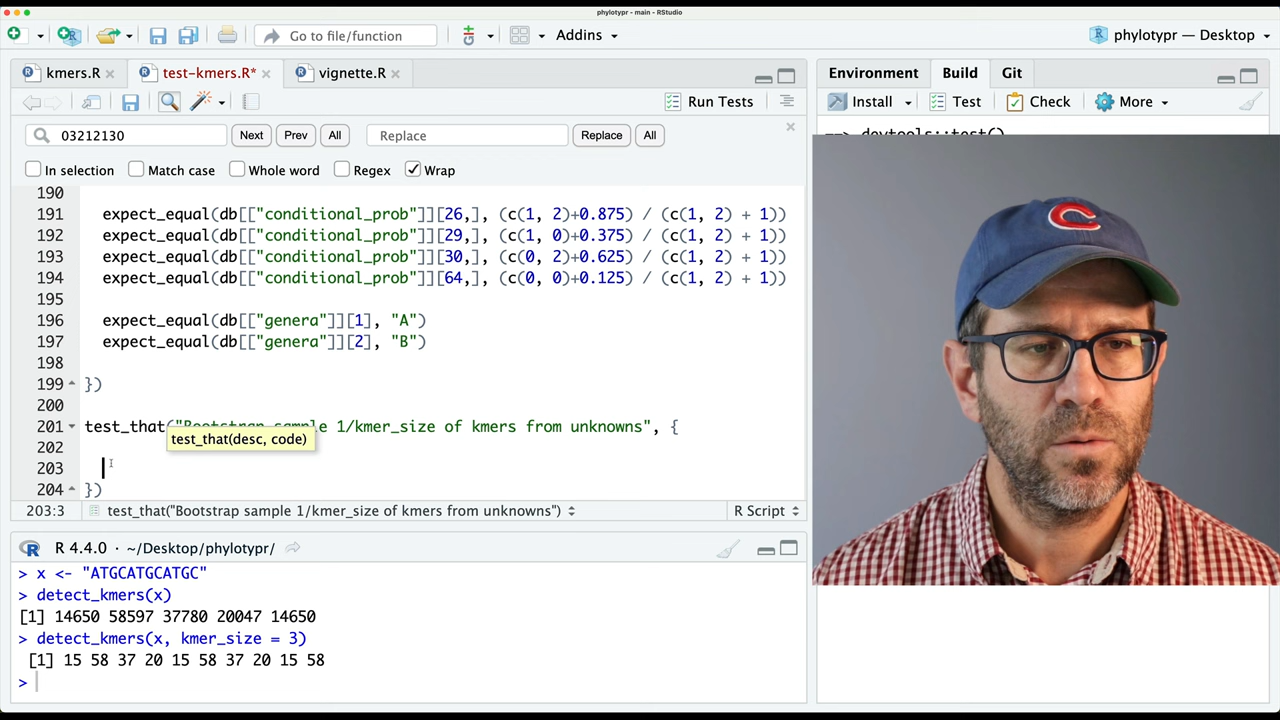 phylotypr - main - RStudio
Go to file/function
Addins
phylotypr — Desktop
kmers.R
test-kmers.R*
vignette.R
Environment
Build
Git
Run Tests
Install
Test
Check
More
03212130
Next
Prev
All
Replace
Replace
All
==> devtools::test()
In selection
Match case
Whole word
Regex
Wrap
190
191 expect_equal(db[["conditional_prob"]][26,], (c(1, 2)+0.875) / (c(1, 2) + 1))
192 expect_equal(db[["conditional_prob"]][29,], (c(1, 0)+0.375) / (c(1, 2) + 1))
193 expect_equal(db[["conditional_prob"]][30,], (c(0, 2)+0.625) / (c(1, 2) + 1))
194 expect_equal(db[["conditional_prob"]][64,], (c(0, 0)+0.125) / (c(1, 2) + 1))
195
196 expect_equal(db[["genera"]][1], "A")
197 expect_equal(db[["genera"]][2], "B")
198
199 })
200
201 test_that("Bootstrap sample 1/kmer_size of kmers from unknowns", {
test_that(desc, code)
202
203
204 })
203:3
test_that("Bootstrap sample 1/kmer_size of kmers from unknowns")
R Script
R 4.4.0 · ~/Desktop/phylotypr/
> x <- "ATGCATGCATGC"
> detect_kmers(x)
[1] 14650 58597 37780 20047 14650
> detect_kmers(x, kmer_size = 3)
[1] 15 58 37 20 15 58 37 20 15 58
>